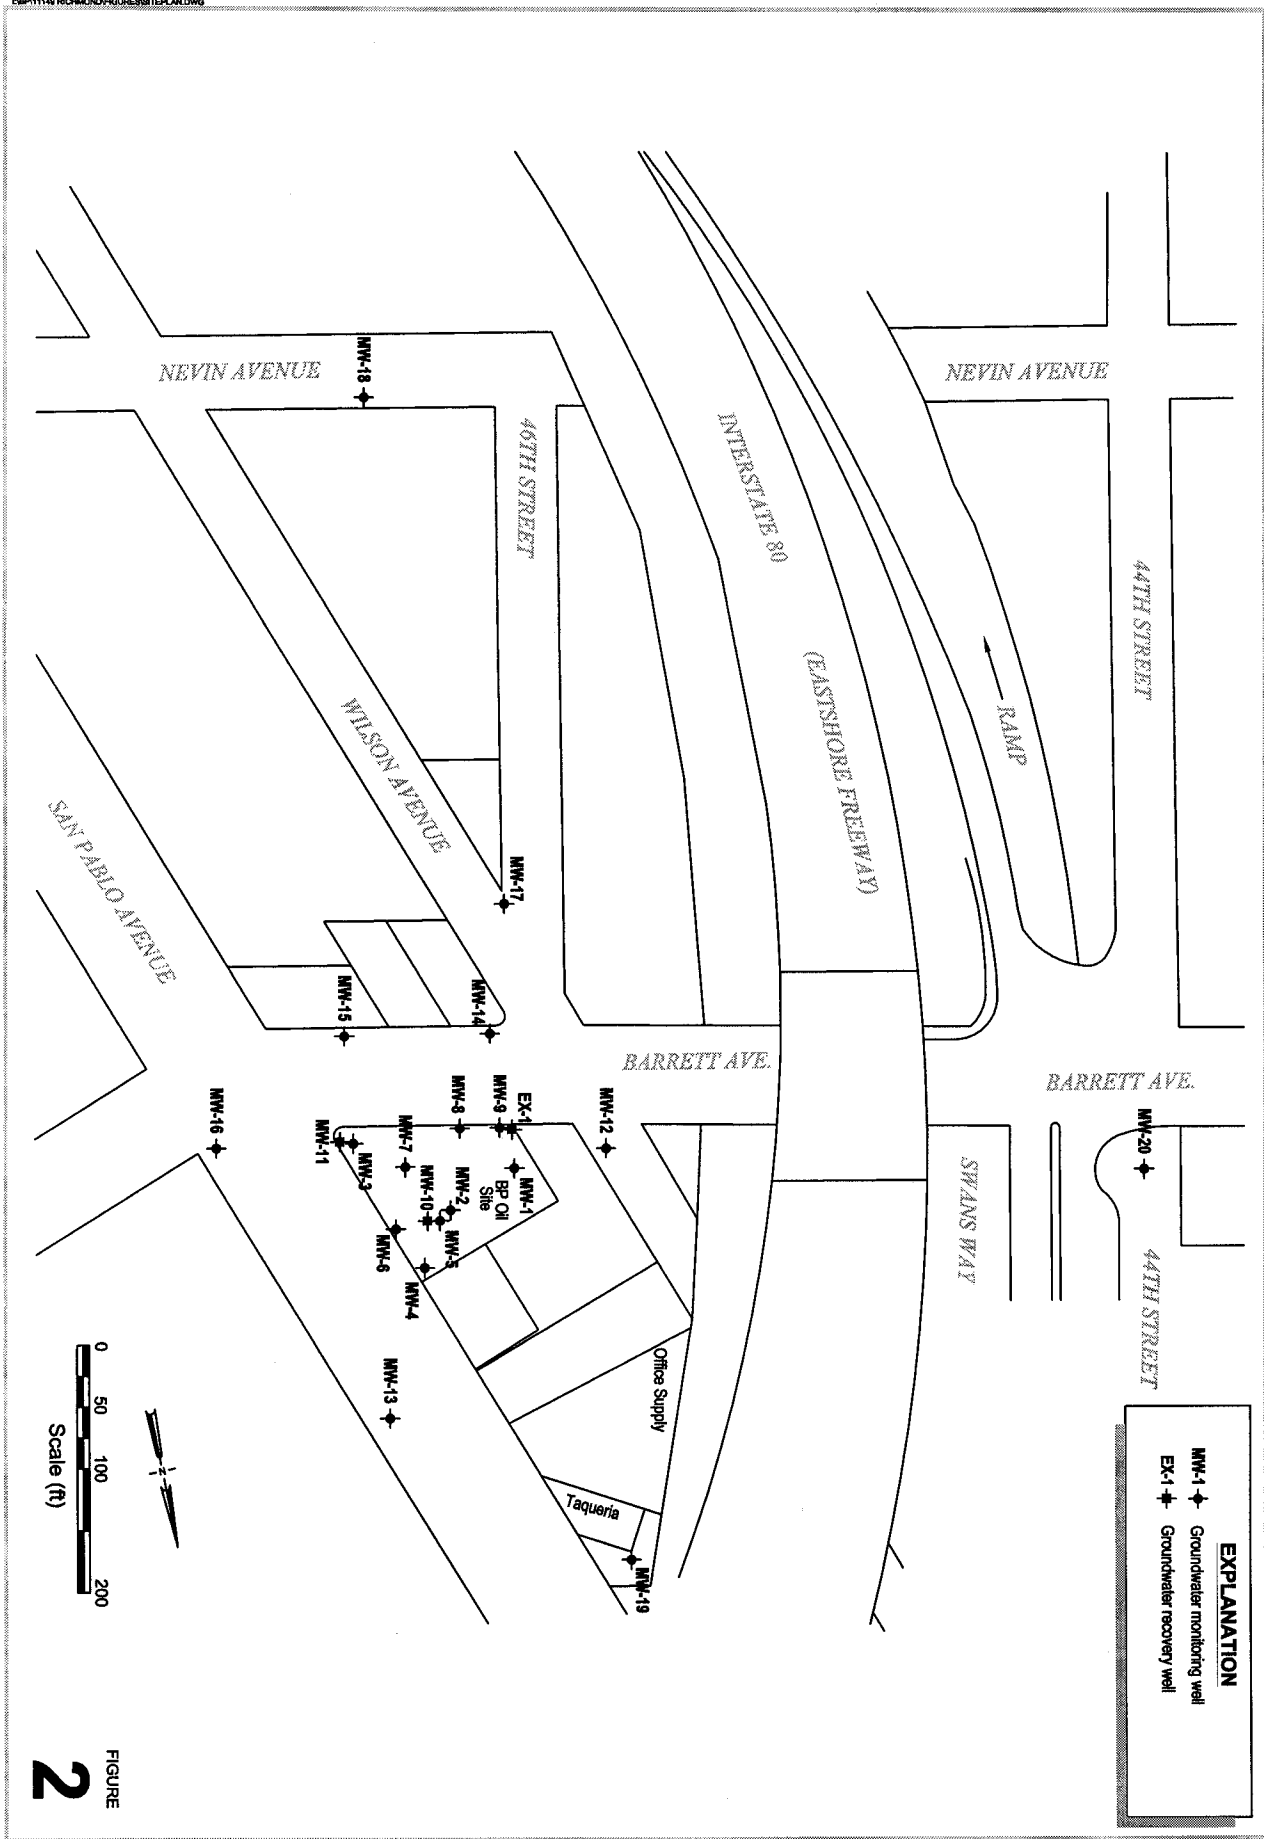 EXPLANATION
MW-1 Groundwater monitoring well
EX-1 Groundwater recovery well
44TH STREET
44TH STREET
NEVIN AVENUE
BARRETT AVE.
MW-20
RAMP
SWANS WAY
INTERSTATE 80
(EASTSHORE FREEWAY)
BARRETT AVE.
Office Supply
MW-19
Taqueria
46TH STREET
MW-17
MW-12
EX-1
MW-9
MW-1
MW-14
MW-8
BP Oil
Site
MW-2
MW-5
MW-10
MW-7
MW-4
MW-6
MW-13
MW-18
MW-15
MW-3
MW-11
NEVIN AVENUE
WILSON AVENUE
MW-16
SAN PABLO AVENUE
N
0 50 100 200
Scale (ft)
FIGURE
2